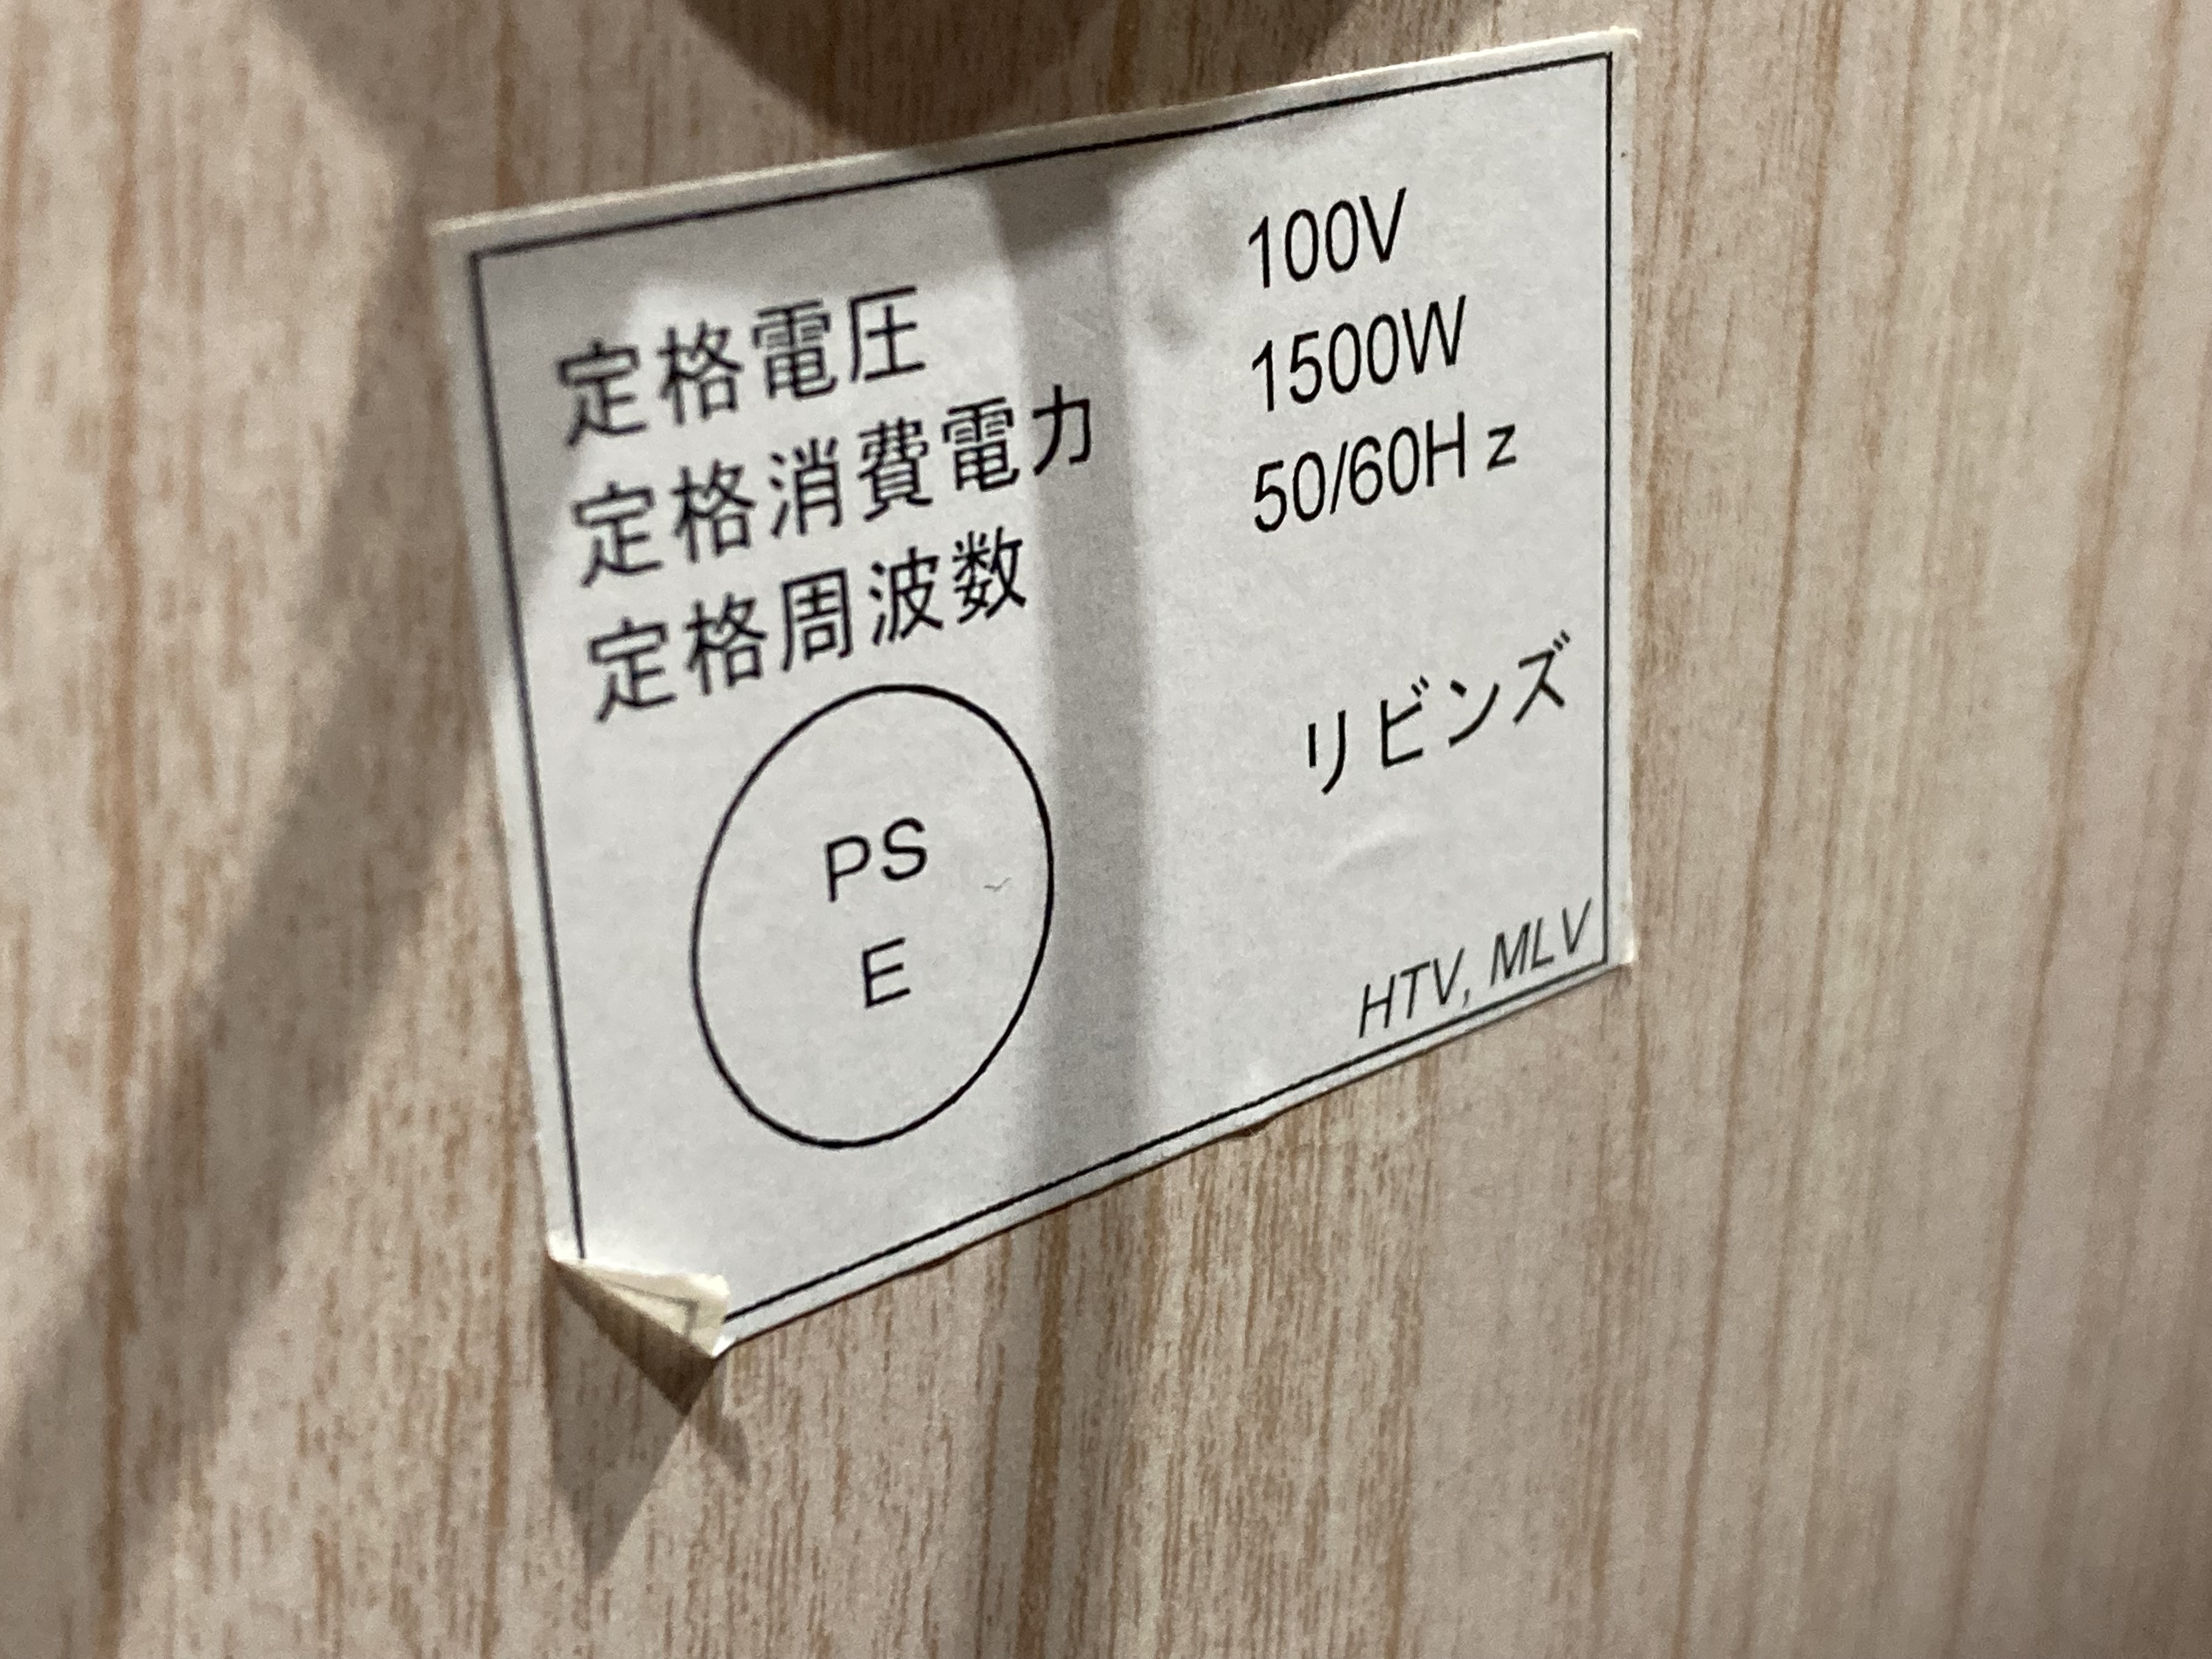 定格電圧 100V
定格消費電力 1500W
定格周波数 50/60Hz
リビンズ
PS
E
HTV, MLV